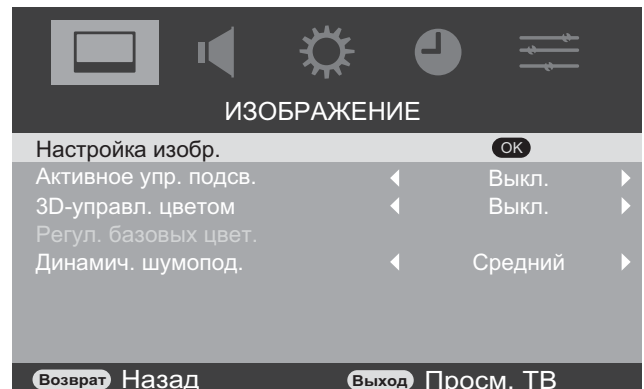 ИЗОБРАЖЕНИЕ
Настройка изобр. OK
Активное упр. подсв. Выкл.
3D-управл. цветом Выкл.
Регул. базовых цвет.
Динамич. шумопод. Средний
Возврат Назад Выход Просм. ТВ